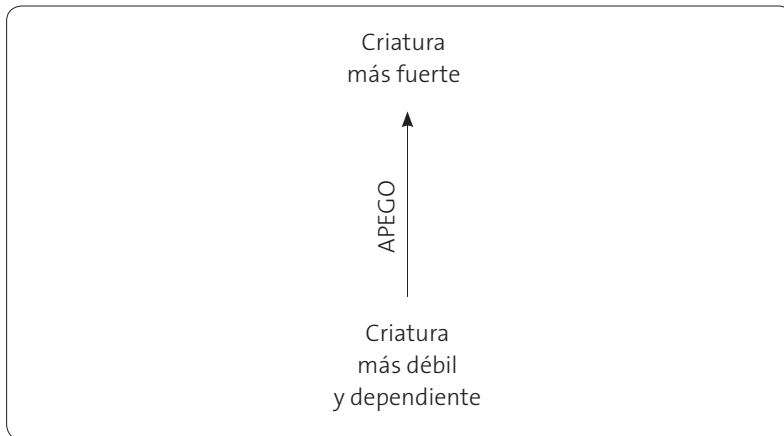 Criatura
más fuerte
APEGO
Criatura
más débil
y dependiente